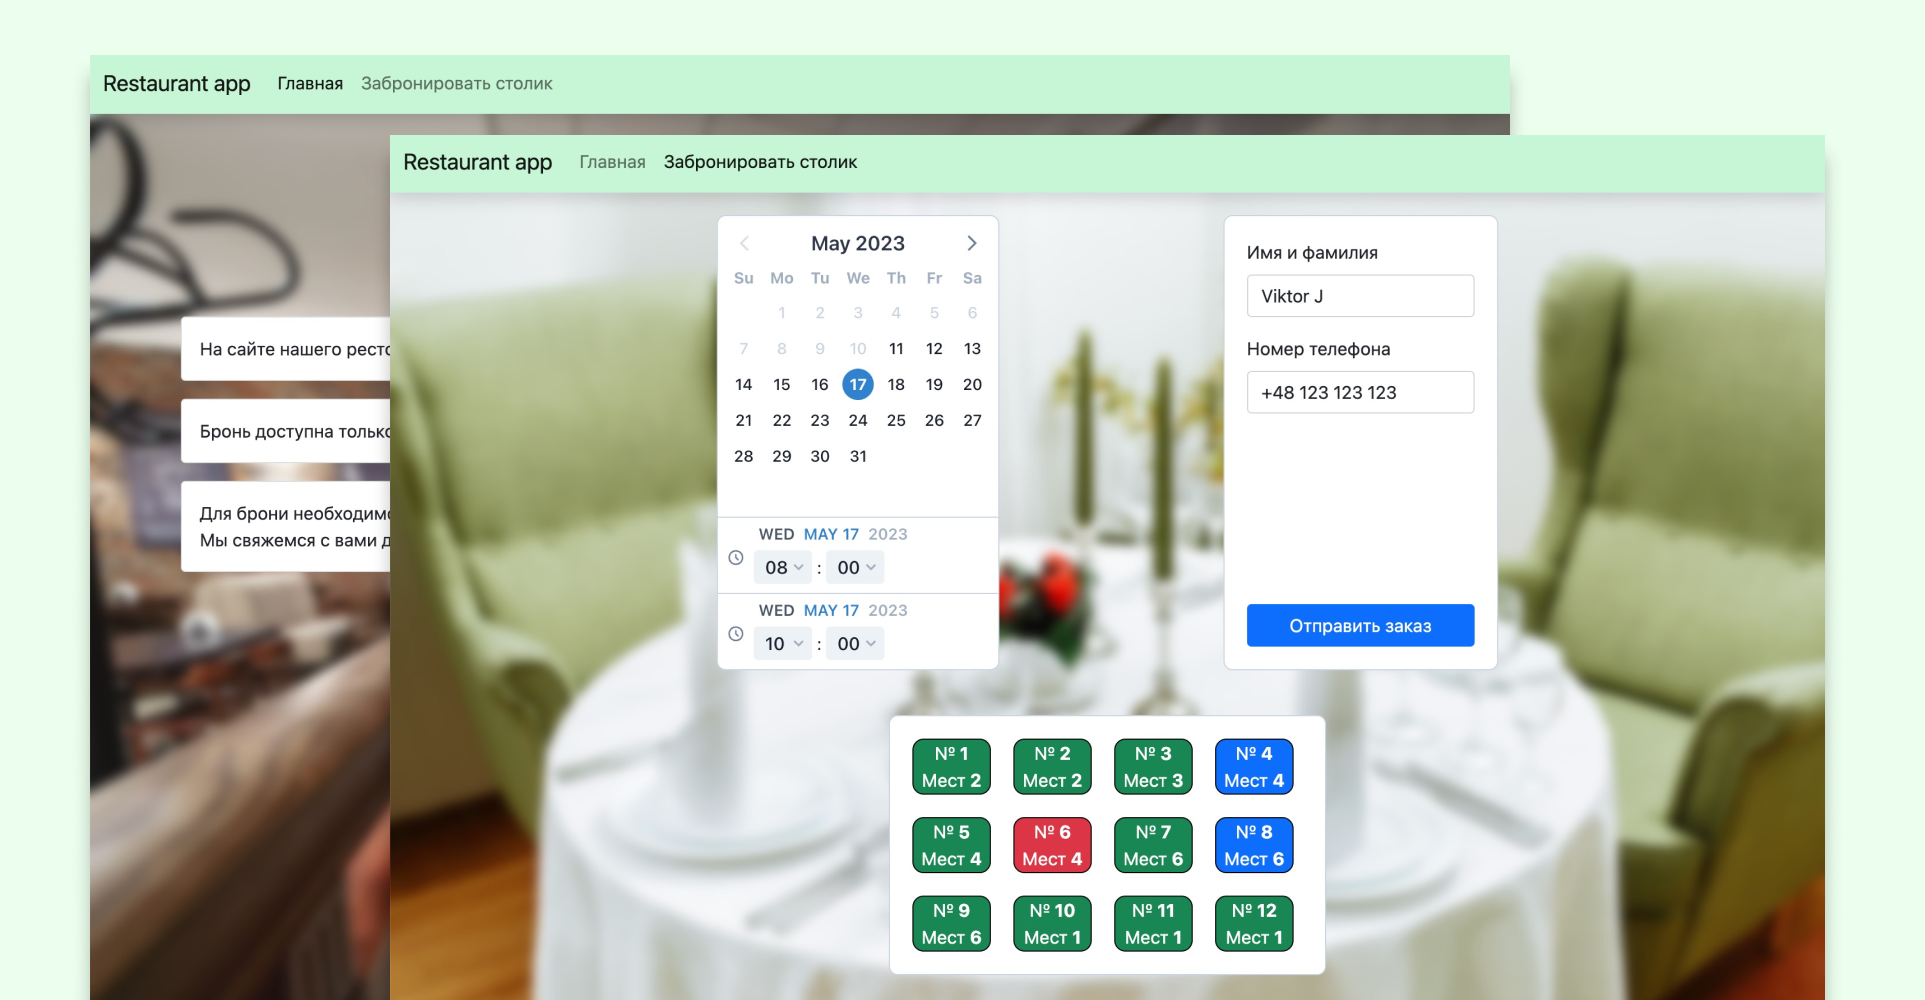 Restaurant app Главная Забронировать столик
На сайте нашего
Бронь доступна
Для брони
Мы свяжемся с вами
Restaurant app Главная Забронировать столик
May 2023
Su Mo Tu We Th Fr Sa
1 2 3 4 5 6
7 8 9 10 11 12 13
14 15 16 17 18 19 20
21 22 23 24 25 26 27
28 29 30 31
WED MAY 17 2023
08 : 00
WED MAY 17 2023
10 : 00
Имя и фамилия
Viktor J
Номер телефона
+48 123 123 123
Отправить заказ
№ 1
Мест 2
№ 2
Мест 2
№ 3
Мест 3
№ 4
Мест 4
№ 5
Мест 4
№ 6
Мест 4
№ 7
Мест 6
№ 8
Мест 6
№ 9
Мест 6
№ 10
Мест 1
№ 11
Мест 1
№ 12
Мест 1